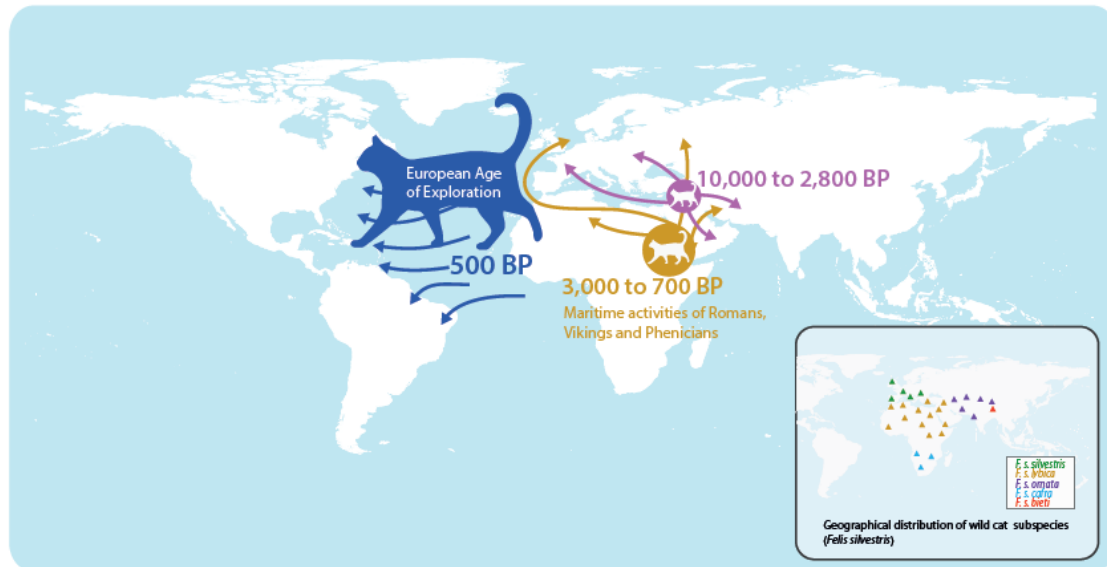 European Age
of Exploration
10,000 to 2,800 BP
500 BP
3,000 to 700 BP
Maritime activities of Romans,
Vikings and Phenicians
F. s. silvestris
F. s. lybica
F. s. ornata
F. s. cafra
F. s. bieti
Geographical distribution of wild cat subspecies
(Felis silvestris)